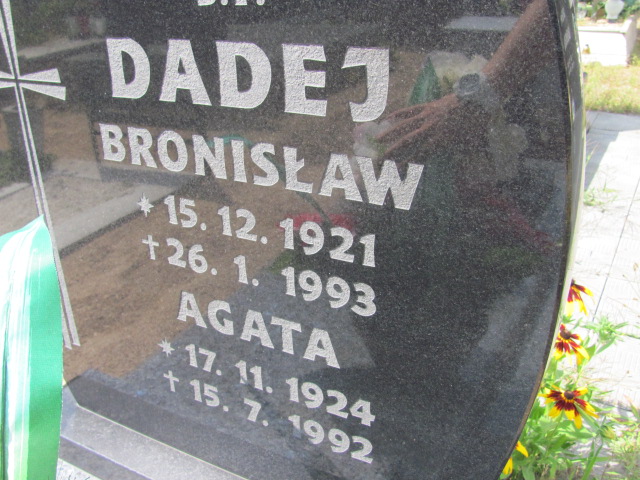 Ś.P.
DADEJ
BRONISŁAW
* 15. 12. 1921
† 26. 1. 1993
AGATA
* 17. 11. 1924
† 15. 7. 1992